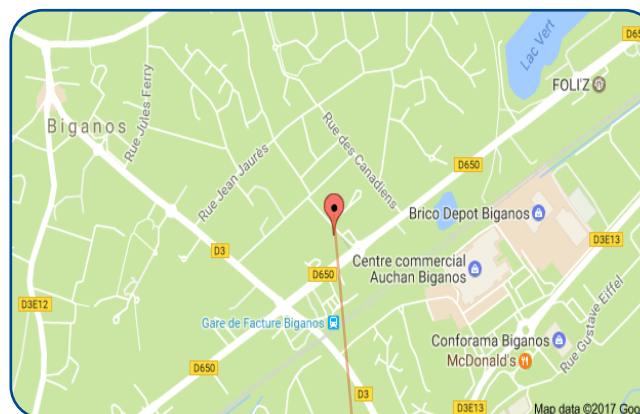 Lac Vert
D65
FOLI'Z
Biganos
Rue Jules Ferry
Rue des Canadiens
Rue Jean Jaurès
D650
Brico Depot Biganos
D3E13
D3
Centre commercial
Auchan Biganos
D650
D3E12
Gare de Facture Biganos
Rue Gustave Eiffel
Conforama Biganos
McDonald's
D650
D3
D3E13
Map data ©2017 Goo